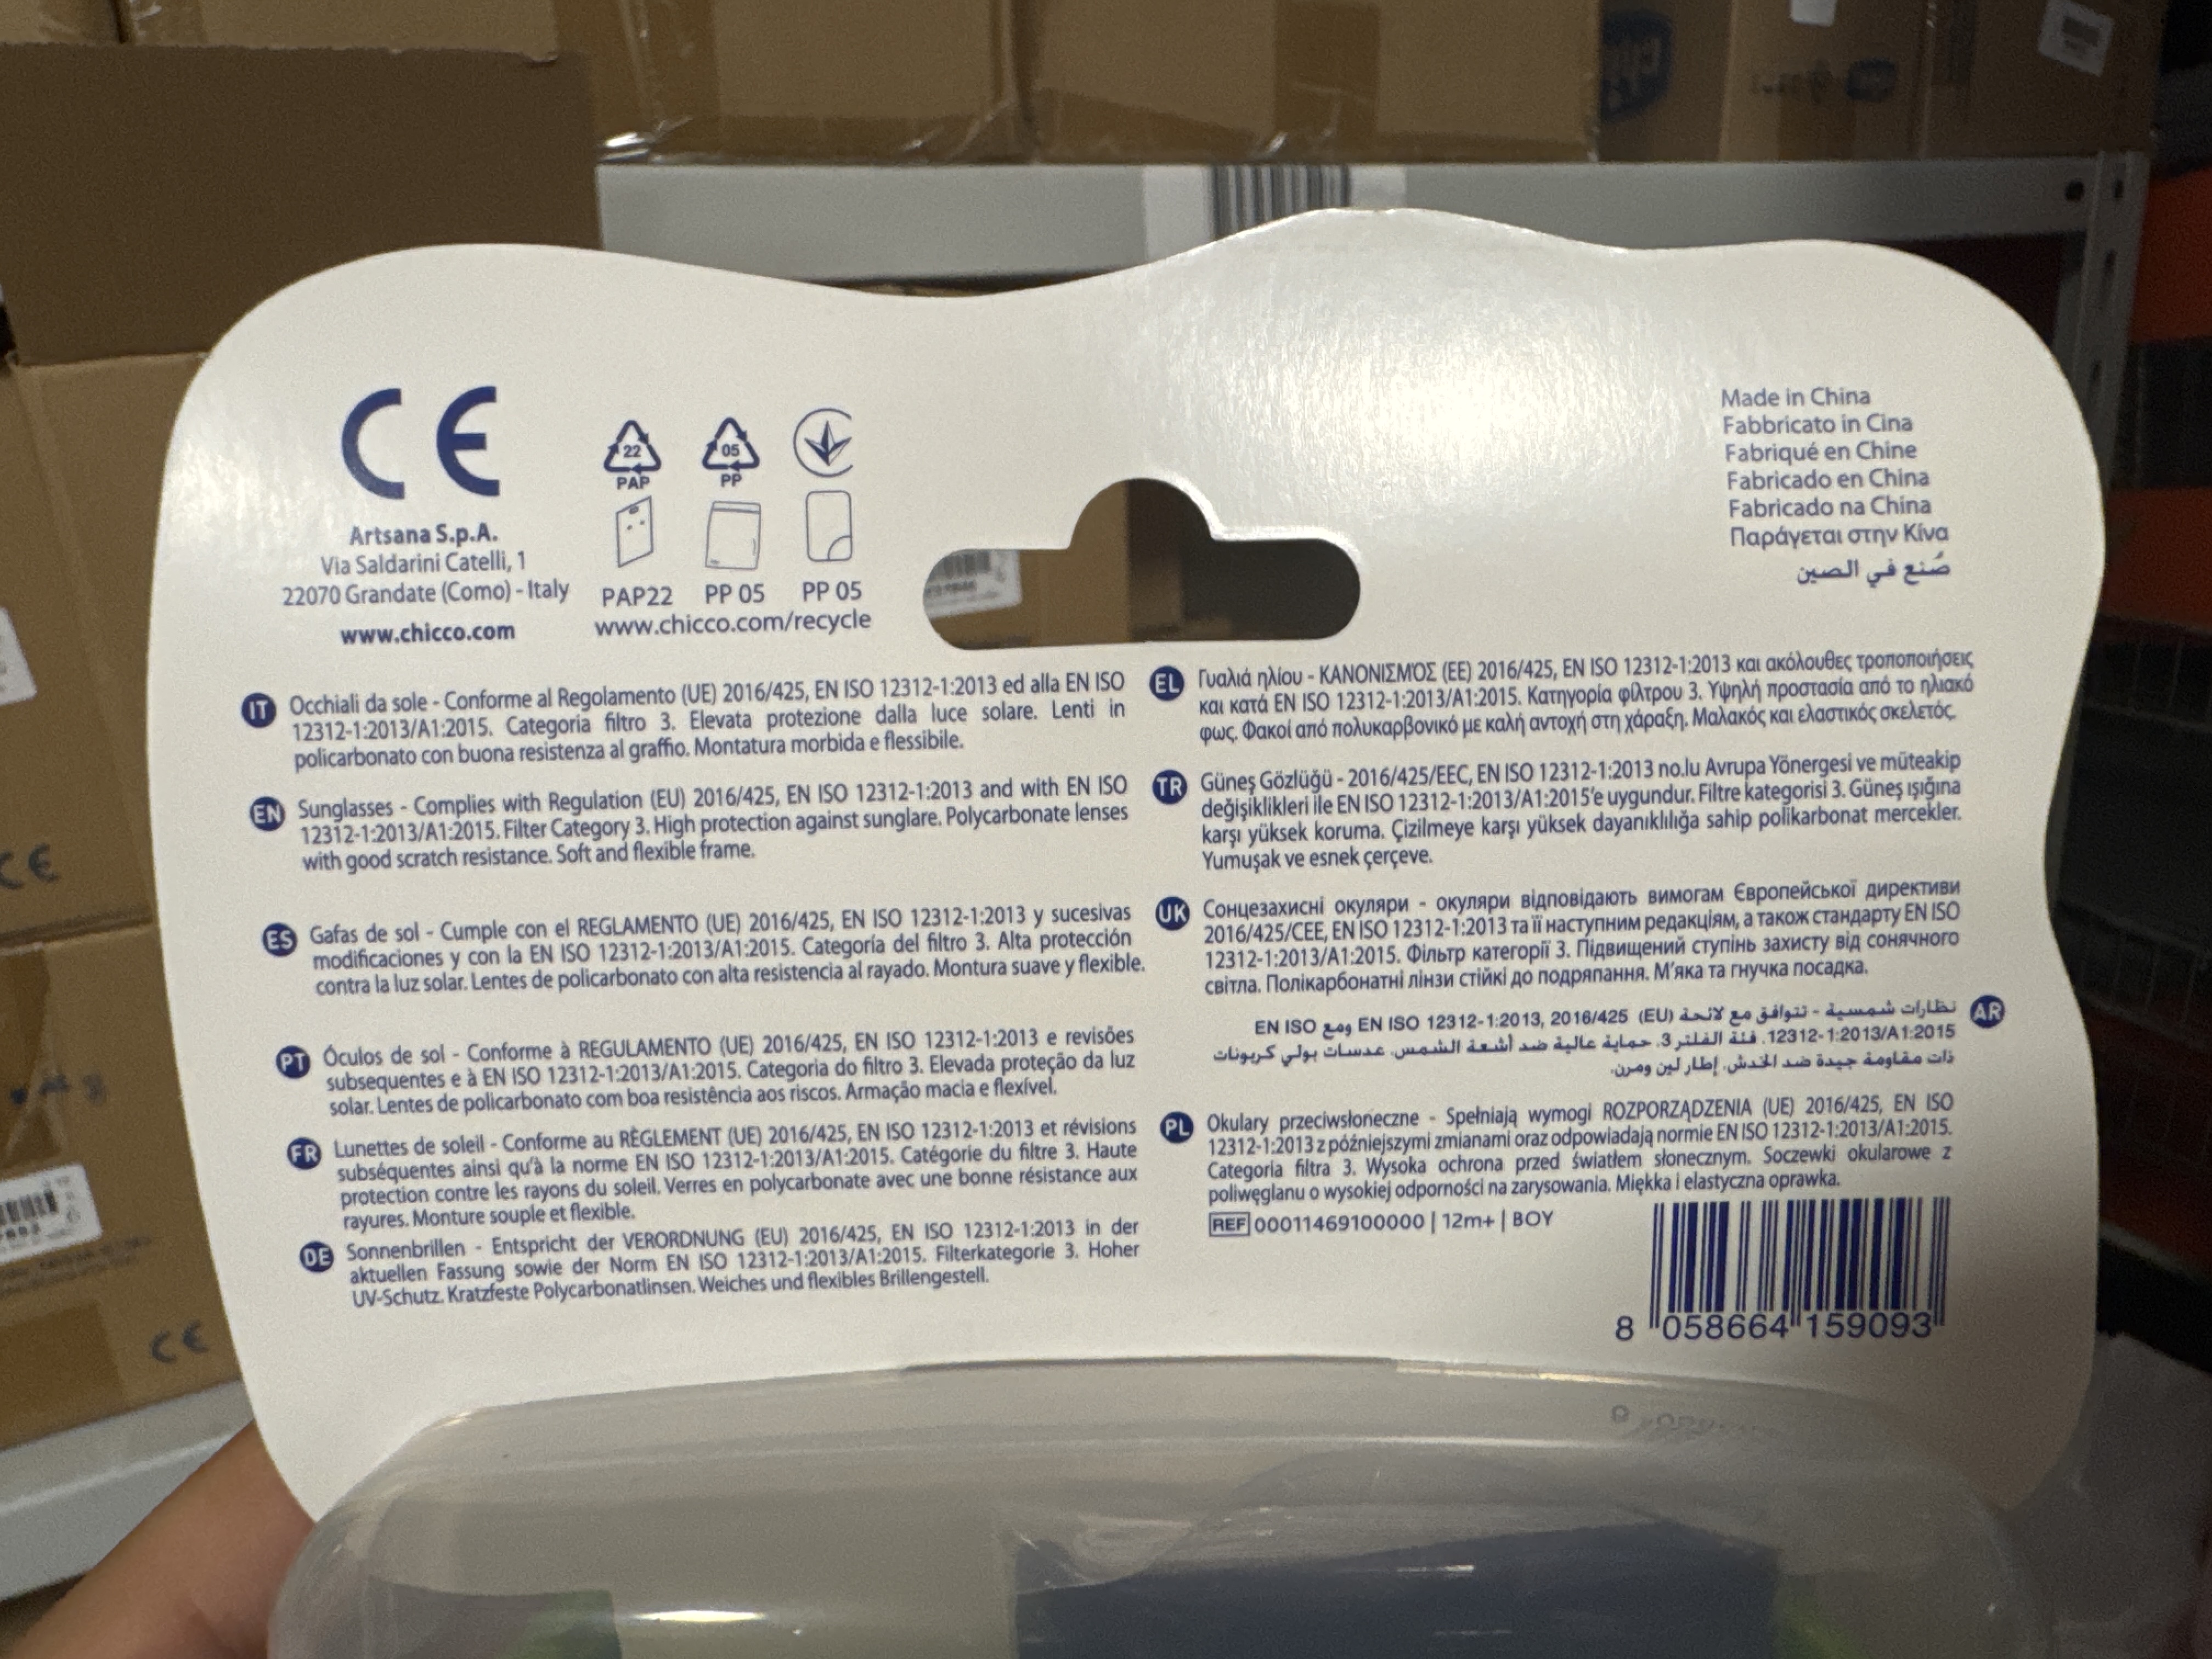 CE
Artsana S.p.A.
Via Saldarini Catelli, 1
22070 Grandate (Como) - Italy
www.chicco.com
22
PAP
05
PP
PAP22 PP 05 PP 05
www.chicco.com/recycle
Made in China
Fabbricato in Cina
Fabriqué en Chine
Fabricado en China
Fabricado na China
Παράγεται στην Κίνα
صُنع في الصين
IT Occhiali da sole - Conforme al Regolamento (UE) 2016/425, EN ISO 12312-1:2013 ed alla EN ISO
12312-1:2013/A1:2015. Categoria filtro 3. Elevata protezione dalla luce solare. Lenti in
policarbonato con buona resistenza al graffio. Montatura morbida e flessibile.
EN Sunglasses - Complies with Regulation (EU) 2016/425, EN ISO 12312-1:2013 and with EN ISO
12312-1:2013/A1:2015. Filter Category 3. High protection against sunglare. Polycarbonate lenses
with good scratch resistance. Soft and flexible frame.
ES Gafas de sol - Cumple con el REGLAMENTO (UE) 2016/425, EN ISO 12312-1:2013 y sucesivas
modificaciones y con la EN ISO 12312-1:2013/A1:2015. Categoría del filtro 3. Alta protección
contra la luz solar. Lentes de policarbonato con alta resistencia al rayado. Montura suave y flexible.
PT Óculos de sol - Conforme à REGULAMENTO (UE) 2016/425, EN ISO 12312-1:2013 e revisões
subsequentes e à EN ISO 12312-1:2013/A1:2015. Categoria do filtro 3. Elevada proteção da luz
solar. Lentes de policarbonato com boa resistência aos riscos. Armação macia e flexível.
FR Lunettes de soleil - Conforme au RÈGLEMENT (UE) 2016/425, EN ISO 12312-1:2013 et révisions
subséquentes ainsi qu'à la norme EN ISO 12312-1:2013/A1:2015. Catégorie du filtre 3. Haute
protection contre les rayons du soleil. Verres en polycarbonate avec une bonne résistance aux
rayures. Monture souple et flexible.
DE Sonnenbrillen - Entspricht der VERORDNUNG (EU) 2016/425, EN ISO 12312-1:2013 in der
aktuellen Fassung sowie der Norm EN ISO 12312-1:2013/A1:2015. Filterkategorie 3. Hoher
UV-Schutz. Kratzfeste Polycarbonatlinsen. Weiches und flexibles Brillengestell.
EL Γυαλιά ηλίου - ΚΑΝΟΝΙΣΜΌΣ (ΕΕ) 2016/425, EN ISO 12312-1:2013 και ακόλουθες τροποποιήσεις
και κατά EN ISO 12312-1:2013/A1:2015. Κατηγορία φίλτρου 3. Υψηλή προστασία από το ηλιακό
φως. Φακοί από πολυκαρβονικό με καλή αντοχή στη χάραξη. Μαλακός και ελαστικός σκελετός.
TR Güneş Gözlüğü - 2016/425/EEC, EN ISO 12312-1:2013 no.lu Avrupa Yönergesi ve müteakip
değişiklikleri ile EN ISO 12312-1:2013/A1:2015'e uygundur. Filtre kategorisi 3. Güneş ışığına
karşı yüksek koruma. Çizilmeye karşı yüksek dayanıklılığa sahip polikarbonat mercekler.
Yumuşak ve esnek çerçeve.
UK Сонцезахисні окуляри - окуляри відповідають вимогам Європейської директиви
2016/425/CEE, EN ISO 12312-1:2013 та її наступним редакціям, а також стандарту EN ISO
12312-1:2013/A1:2015. Фільтр категорії 3. Підвищений ступінь захисту від сонячного
світла. Полікарбонатні лінзи стійкі до подряпання. М'яка та гнучка посадка.
AR نظارات شمسية - تتوافق مع لائحة (EU) 2016/425 ,EN ISO 12312-1:2013 ومع EN ISO
12312-1:2013/A1:2015. فئة الفلتر 3. حماية عالية ضد أشعة الشمس. عدسات بولي كربونات
ذات مقاومة جيدة ضد الخدش. إطار لين ومرن.
PL Okulary przeciwsłoneczne - Spełniają wymogi ROZPORZĄDZENIA (UE) 2016/425, EN ISO
12312-1:2013 z późniejszymi zmianami oraz odpowiadają normie EN ISO 12312-1:2013/A1:2015.
Categoria filtra 3. Wysoka ochrona przed światłem słonecznym. Soczewki okularowe z
poliwęglanu o wysokiej odporności na zarysowania. Miękka i elastyczna oprawka.
REF 00011469100000 | 12m+ | BOY
8 058664 159093
CE
CE